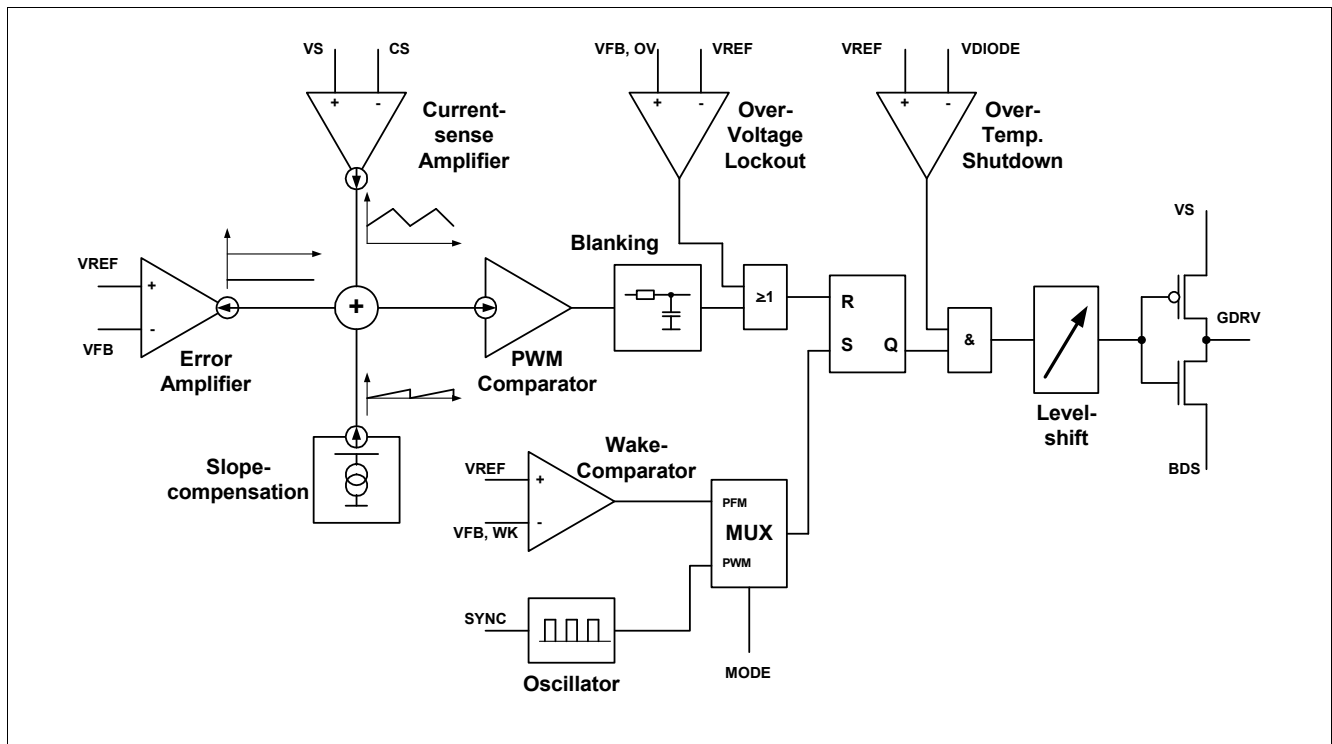 VS
CS
+
-
Current-
sense
Amplifier
VFB, OV
VREF
+
-
Over-
Voltage
Lockout
VREF
VDIODE
+
-
Over-
Temp.
Shutdown
VREF
+
-
VFB
Error
Amplifier
+
PWM
Comparator
Blanking
≥1
R
S
Q
&
Level-
shift
VS
GDRV
BDS
Slope-
compensation
Wake-
Comparator
VREF
+
-
VFB, WK
PFM
MUX
PWM
SYNC
Oscillator
MODE